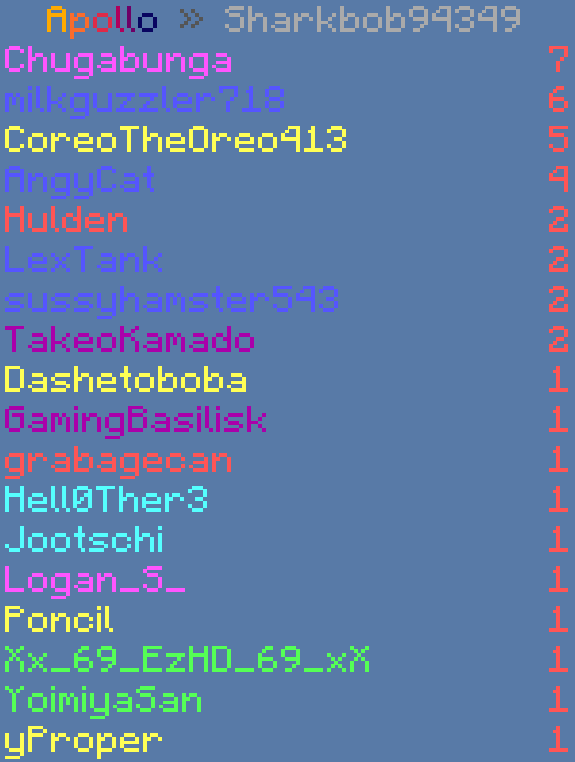 Apollo » Sharkbob94349
Chugabunga 7
milkguzzler718 6
CoreoTheOreo413 5
AngyCat 4
Hulden 2
LexTank 2
sussyhamster543 2
TakeoKamado 2
Dashetoboba 1
GamingBasilisk 1
grabagecan 1
Hell0Ther3 1
Jootschi 1
Logan_S_ 1
Poncil 1
Xx_69_EzHD_69_xX 1
YoimiyaSan 1
yProper 1